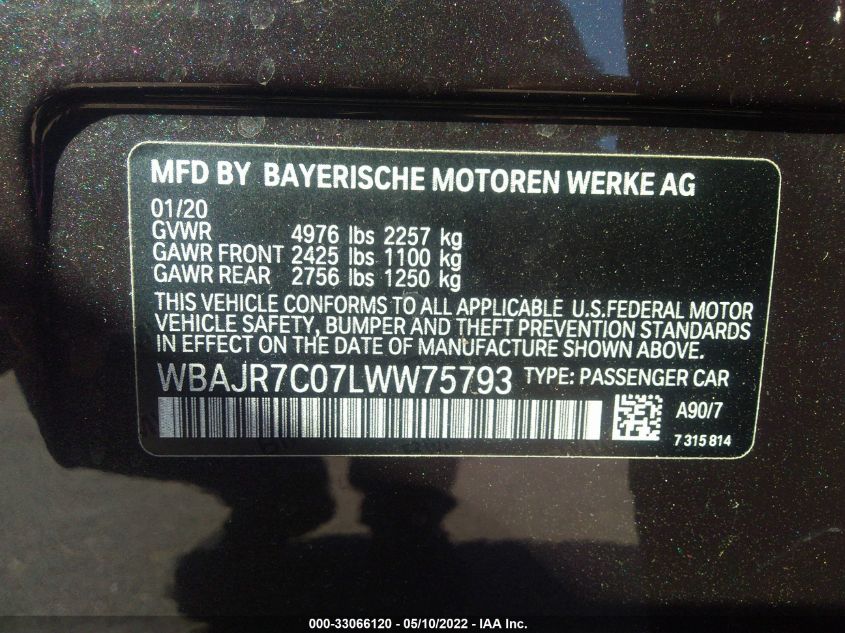 MFD BY BAYERISCHE MOTOREN WERKE AG
01/20
GVWR 4976 lbs 2257 kg
GAWR FRONT 2425 lbs 1100 kg
GAWR REAR 2756 lbs 1250 kg
THIS VEHICLE CONFORMS TO ALL APPLICABLE U.S.FEDERAL MOTOR
VEHICLE SAFETY, BUMPER AND THEFT PREVENTION STANDARDS
IN EFFECT ON THE DATE OF MANUFACTURE SHOWN ABOVE.
WBAJR7C07LWW75793 TYPE: PASSENGER CAR
A90/7
7 315 814
000-33066120 - 05/10/2022 - IAA Inc.